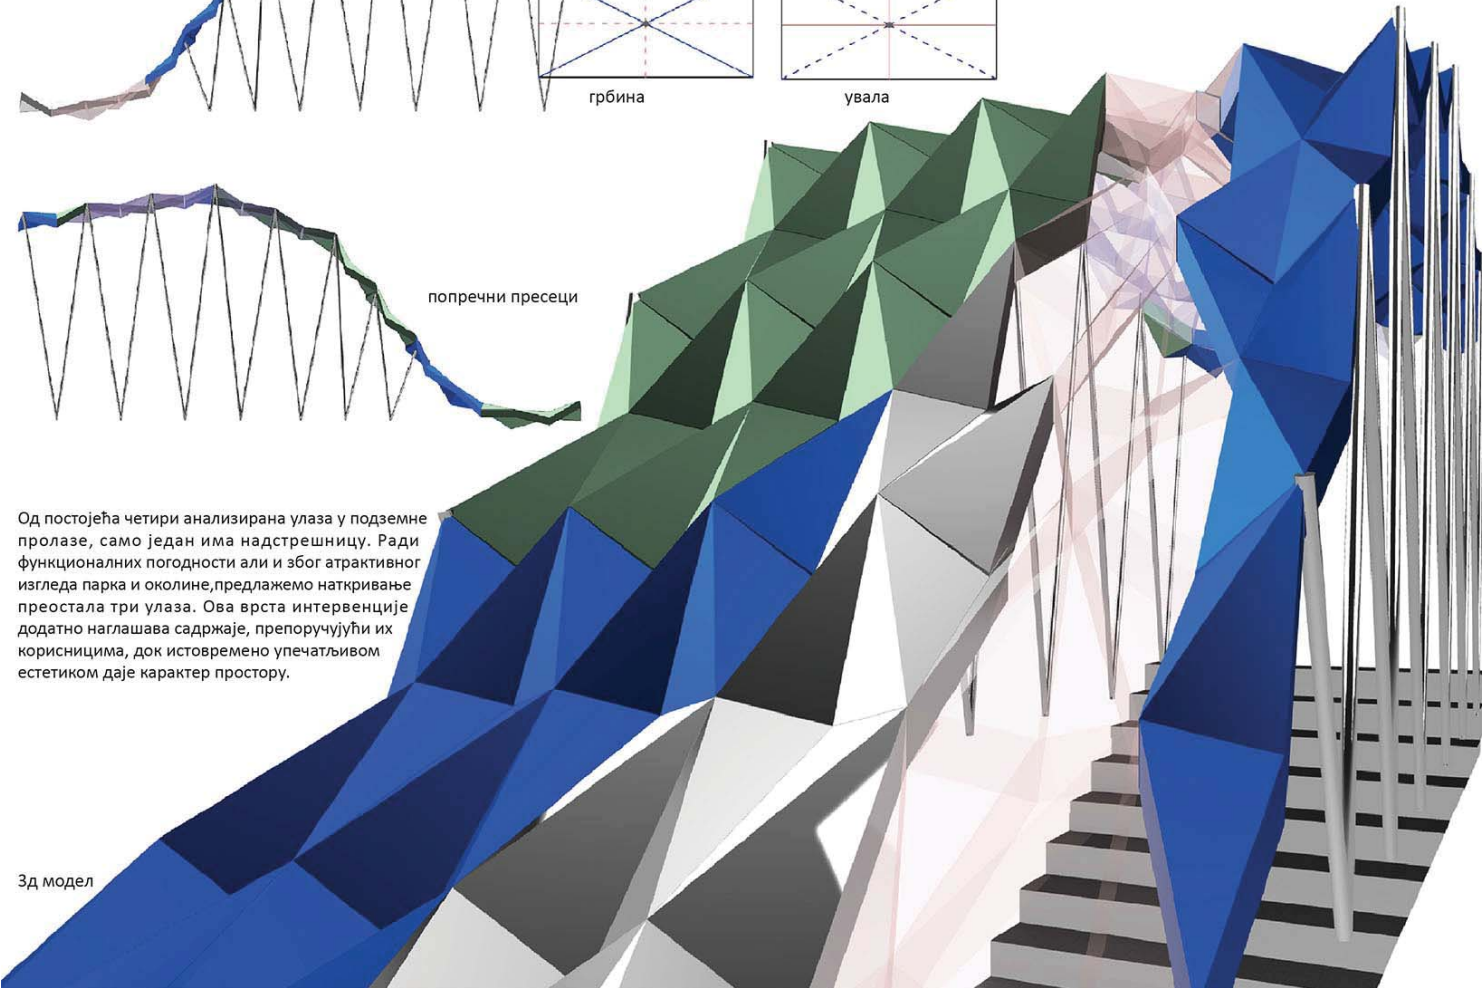 грбина
увала
попречни пресеци
Од постојећа четири анализирана улаза у подземне
пролазе, само један има надстрешницу. Ради
функционалних погодности али и због атрактивног
изгледа парка и околине,предлажемо наткривање
преостала три улаза. Ова врста интервенције
додатно наглашава садржаје, препоручујући их
корисницима, док истовремено упечатљивом
естетиком даје карактер простору.
3д модел